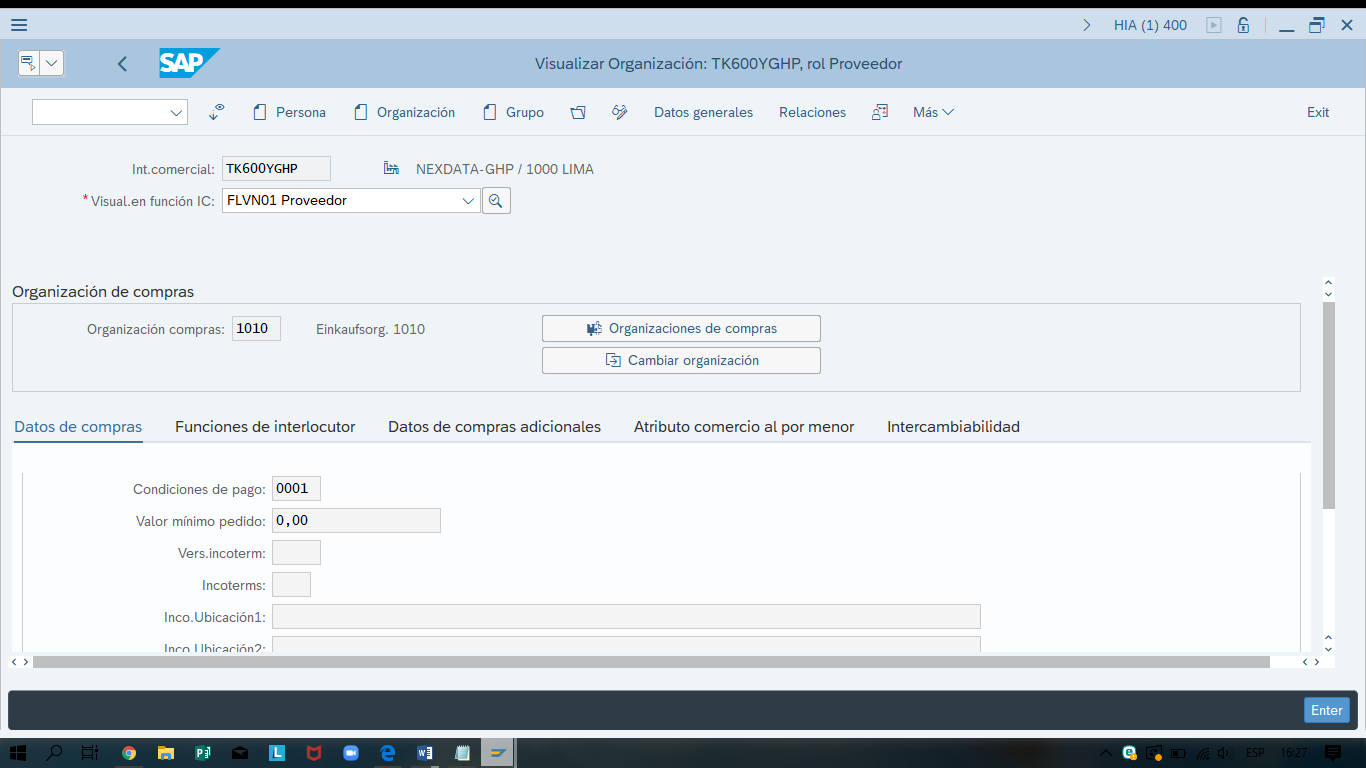 HIA (1) 400
SAP
Visualizar Organización: TK600YGHP, rol Proveedor
Persona Organización Grupo Datos generales Relaciones Más Exit
Int.comercial: TK600YGHP NEXDATA-GHP / 1000 LIMA
* Visual.en función IC: FLVN01 Proveedor
Organización de compras
Organización compras: 1010 Einkaufsorg. 1010 Organizaciones de compras
Cambiar organización
Datos de compras Funciones de interlocutor Datos de compras adicionales Atributo comercio al por menor Intercambiabilidad
Condiciones de pago: 0001
Valor mínimo pedido: 0,00
Vers.incoterm:
Incoterms:
Inco.Ubicación1:
Inco.Ubicación2:
Enter
ESP 16:27